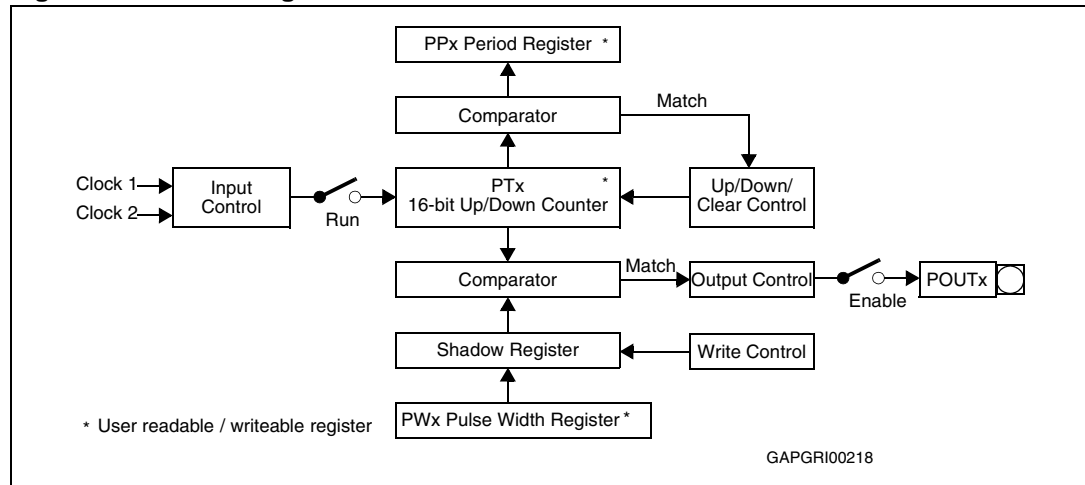 PPx Period Register *
Comparator
Match
Clock 1
Clock 2
Input
Control
Run
PTx *
16-bit Up/Down Counter
Up/Down/
Clear Control
Comparator
Match
Output Control
Enable
POUTx
Shadow Register
Write Control
PWx Pulse Width Register *
* User readable / writeable register
GAPGRI00218